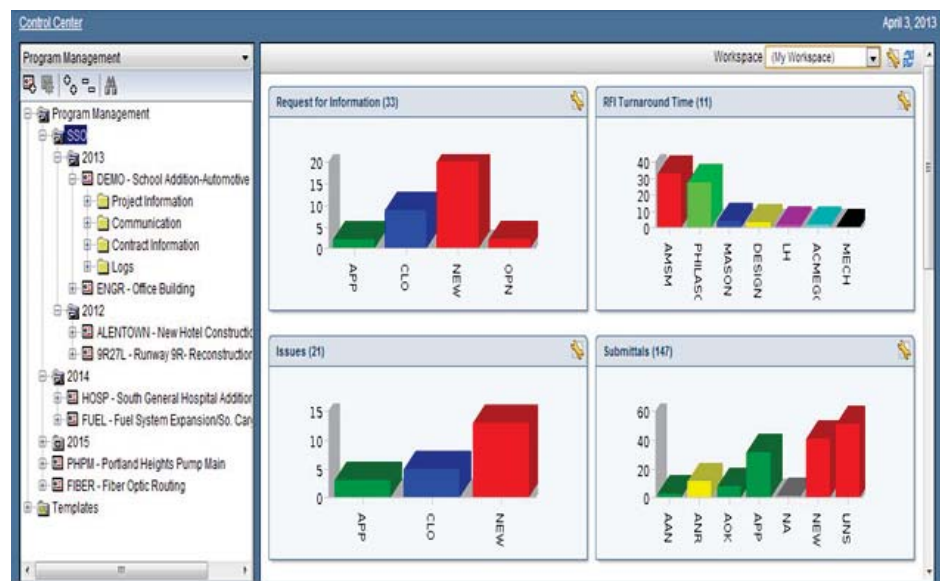 Control Center
April 3, 2013
Program Management
Workspace (My Workspace)
Program Management
SSO
2013
DEMO - School Addition-Automotive
Project Information
Communication
Contract Information
Logs
ENGR - Office Building
2012
ALENTOWN - New Hotel Constructic
9R27L - Runway 9R- Reconstruction
2014
HOSP - South General Hospital Addition
FUEL - Fuel System Expansion/So. Car
2015
PHPM - Portland Heights Pump Main
FIBER - Fiber Optic Routing
Templates
Request for Information (33)
20
15
10
5
0
APP
CLO
NEW
OPN
RFI Turnaround Time (11)
40
30
20
10
0
AMSM
PHILASC
MASON
DESIGN
LH
ACMEGC
MECH
Issues (21)
15
10
5
0
APP
CLO
NEW
Submittals (147)
60
40
20
0
AAN
ANR
AOK
APP
NA
NEW
UNS